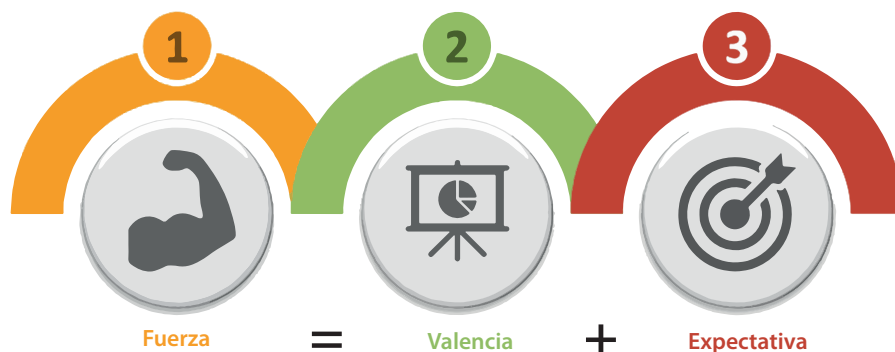 1 2 3
Fuerza = Valencia + Expectativa